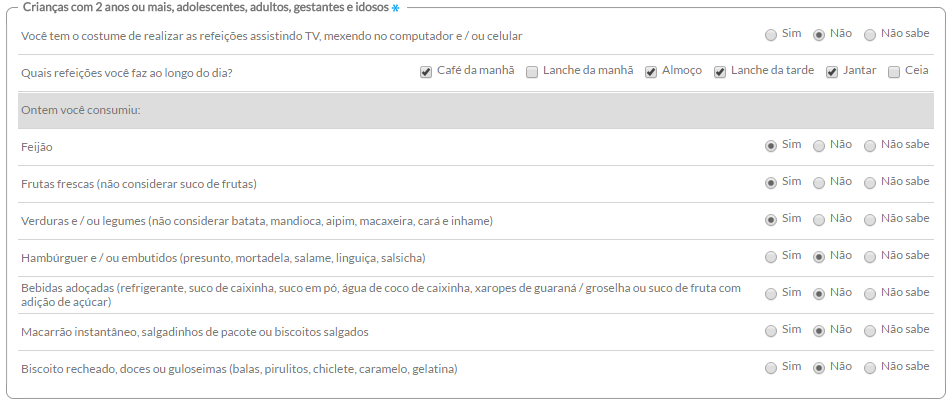 Crianças com 2 anos ou mais, adolescentes, adultos, gestantes e idosos *
Você tem o costume de realizar as refeições assistindo TV, mexendo no computador e / ou celular Sim Não Não sabe
Quais refeições você faz ao longo do dia? Café da manhã Lanche da manhã Almoço Lanche da tarde Jantar Ceia
Ontem você consumiu:
Feijão Sim Não Não sabe
Frutas frescas (não considerar suco de frutas) Sim Não Não sabe
Verduras e / ou legumes (não considerar batata, mandioca, aipim, macaxeira, cará e inhame) Sim Não Não sabe
Hambúrguer e / ou embutidos (presunto, mortadela, salame, linguiça, salsicha) Sim Não Não sabe
Bebidas adoçadas (refrigerante, suco de caixinha, suco em pó, água de coco de caixinha, xaropes de guaraná / groselha ou suco de fruta com
adição de açúcar) Sim Não Não sabe
Macarrão instantâneo, salgadinhos de pacote ou biscoitos salgados Sim Não Não sabe
Biscoito recheado, doces ou guloseimas (balas, pirulitos, chiclete, caramelo, gelatina) Sim Não Não sabe